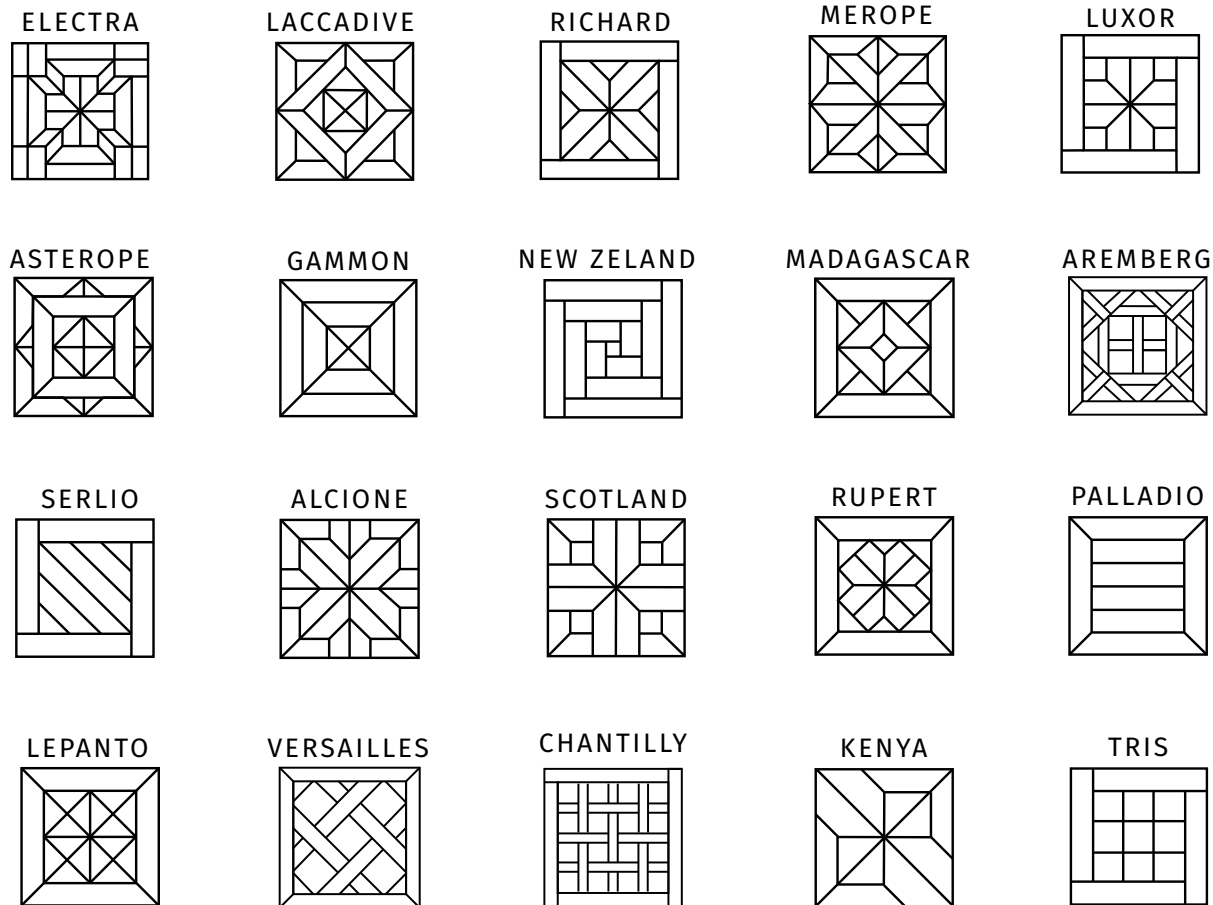 ELECTRA
LACCADIVE
RICHARD
MEROPE
LUXOR
ASTEROPE
GAMMON
NEW ZELAND
MADAGASCAR
AREMBERG
SERLIO
ALCIONE
SCOTLAND
RUPERT
PALLADIO
LEPANTO
VERSAILLES
CHANTILLY
KENYA
TRIS